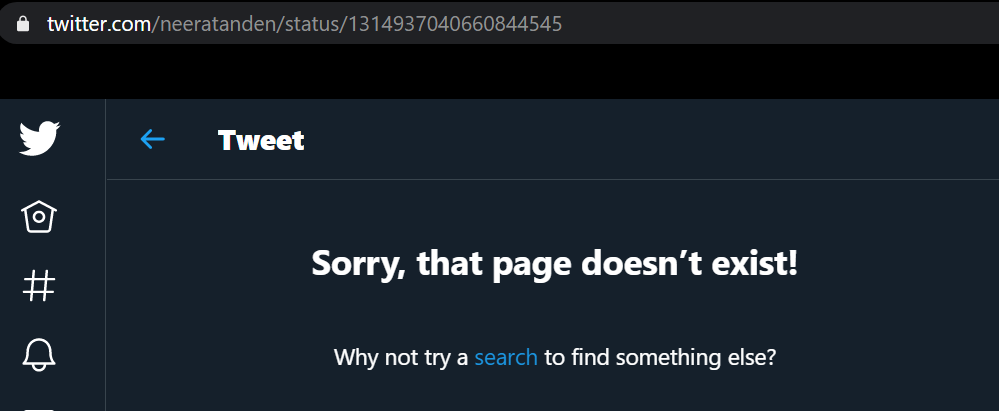 twitter.com/neeratanden/status/1314937040660844545
Tweet
Sorry, that page doesn’t exist!
Why not try a search to find something else?